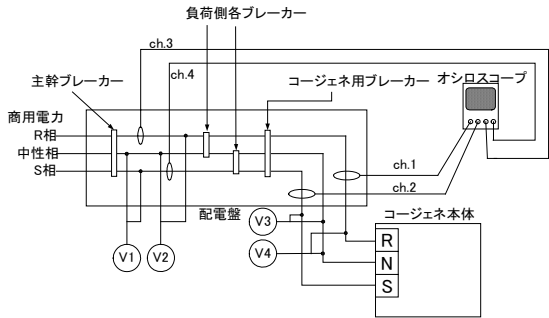 負荷側各ブレーカー
ch.3
主幹ブレーカー
ch.4
コージェネ用ブレーカー
オシロスコープ
商用電力
R相
中性相
S相
ch.1
ch.2
配電盤
コージェネ本体
V1
V2
V3
V4
R
N
S